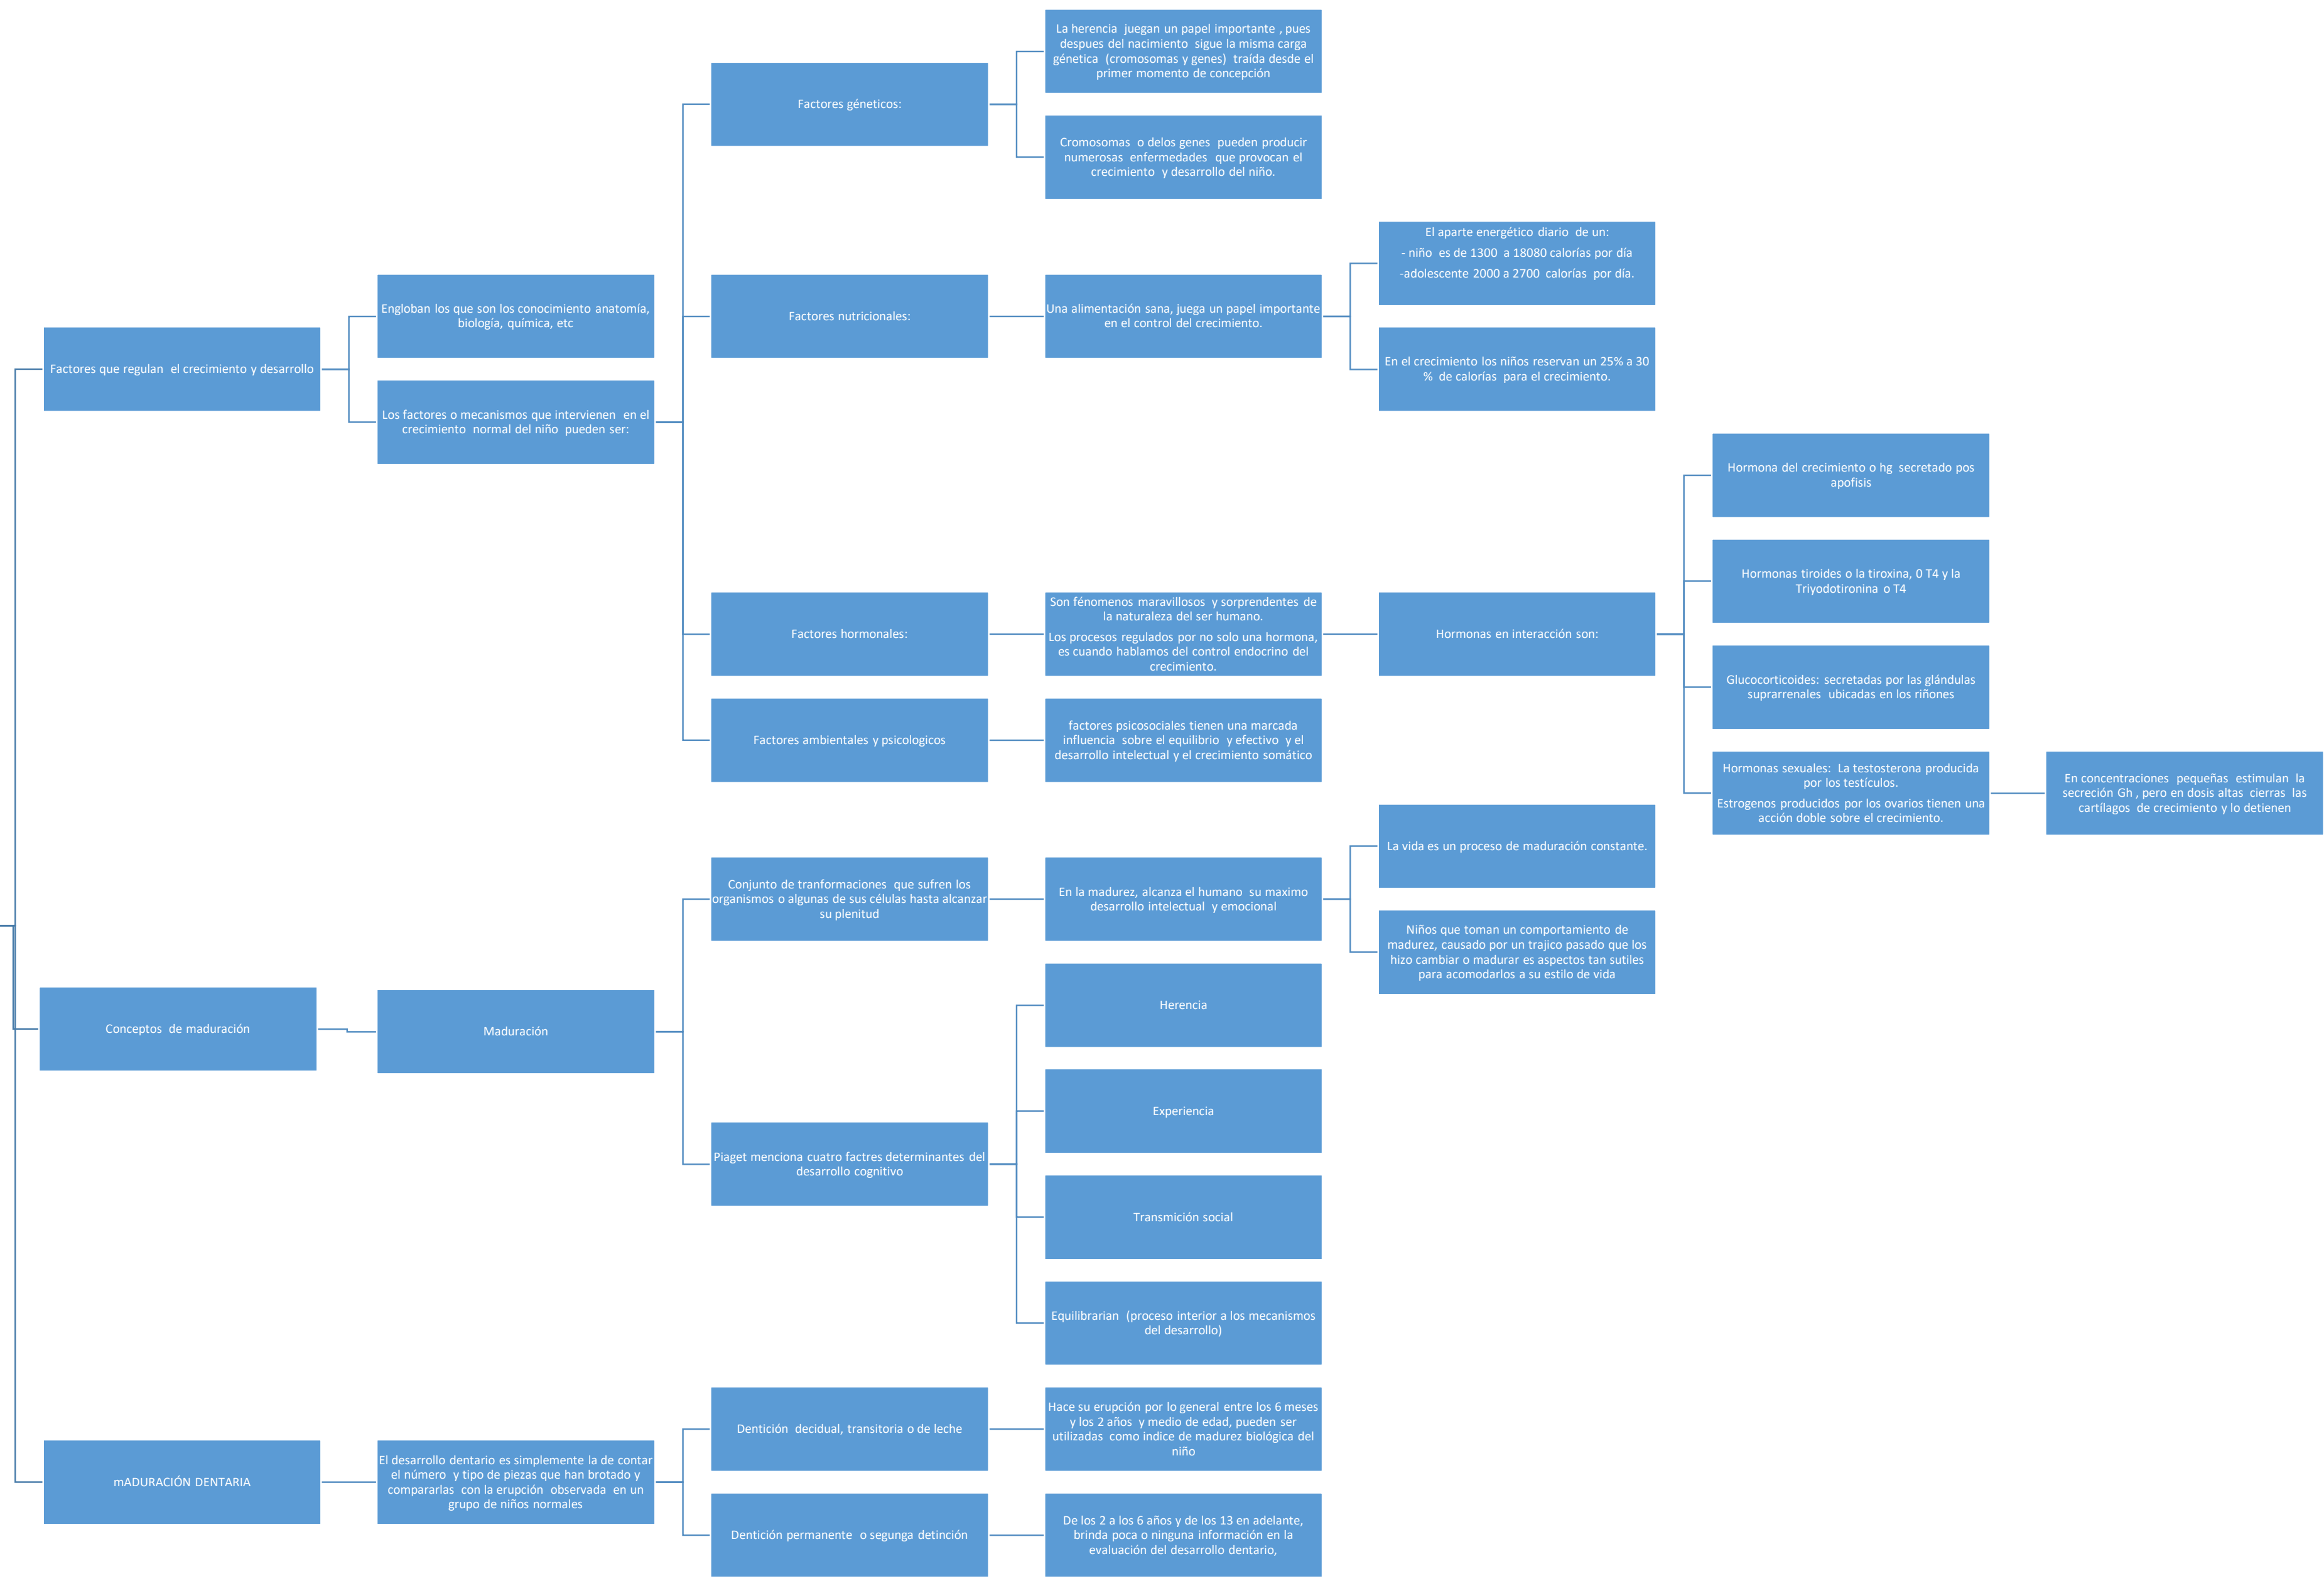 La herencia juegan un papel importante , pues
despues del nacimiento sigue la misma carga
génetica (cromosomas y genes) traída desde el
primer momento de concepción
Factores géneticos:
Cromosomas o delos genes pueden producir
numerosas enfermedades que provocan el
crecimiento y desarrollo del niño.
El aparte energético diario de un:
- niño es de 1300 a 18080 calorías por día
-adolescente 2000 a 2700 calorías por día.
Engloban los que son los conocimiento anatomía,
biología, química, etc
Factores nutricionales:
Una alimentación sana, juega un papel importante
en el control del crecimiento.
Factores que regulan el crecimiento y desarrollo
En el crecimiento los niños reservan un 25% a 30
% de calorías para el crecimiento.
Los factores o mecanismos que intervienen en el
crecimiento normal del niño pueden ser:
Hormona del crecimiento o hg secretado pos
apofisis
Hormonas tiroides o la tiroxina, 0 T4 y la
Triyodotironina o T4
Factores hormonales:
Son fénomenos maravillosos y sorprendentes de
la naturaleza del ser humano.
Los procesos regulados por no solo una hormona,
es cuando hablamos del control endocrino del
crecimiento.
Hormonas en interacción son:
Glucocorticoides: secretadas por las glándulas
suprarrenales ubicadas en los riñones
Factores ambientales y psicologicos
factores psicosociales tienen una marcada
influencia sobre el equilibrio y efectivo y el
desarrollo intelectual y el crecimiento somático
Hormonas sexuales: La testosterona producida
por los testículos.
Estrogenos producidos por los ovarios tienen una
acción doble sobre el crecimiento.
En concentraciones pequeñas estimulan la
secreción Gh , pero en dosis altas cierras las
cartílagos de crecimiento y lo detienen
La vida es un proceso de maduración constante.
Conjunto de tranformaciones que sufren los
organismos o algunas de sus células hasta alcanzar
su plenitud
En la madurez, alcanza el humano su maximo
desarrollo intelectual y emocional
Niños que toman un comportamiento de
madurez, causado por un trajico pasado que los
hizo cambiar o madurar es aspectos tan sutiles
para acomodarlos a su estilo de vida
Conceptos de maduración
Maduración
Herencia
Experiencia
Piaget menciona cuatro factres determinantes del
desarrollo cognitivo
Transmición social
Equilibrarian (proceso interior a los mecanismos
del desarrollo)
Dentición decidual, transitoria o de leche
Hace su erupción por lo general entre los 6 meses
y los 2 años y medio de edad, pueden ser
utilizadas como indice de madurez biológica del
niño
mADURACIÓN DENTARIA
El desarrollo dentario es simplemente la de contar
el número y tipo de piezas que han brotado y
compararlas con la erupción observada en un
grupo de niños normales
Dentición permanente o segunga detinción
De los 2 a los 6 años y de los 13 en adelante,
brinda poca o ninguna información en la
evaluación del desarrollo dentario,